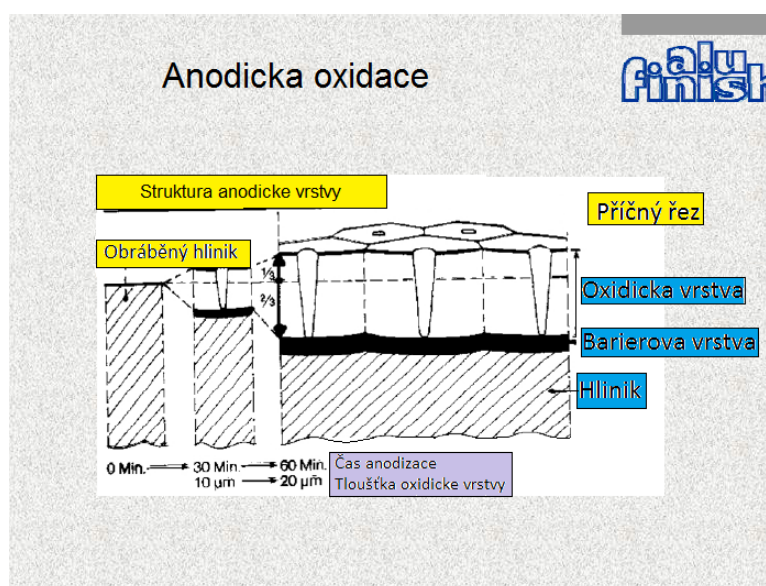 Anodicka oxidace
alu
finish
Struktura anodicke vrstvy
Příčný řez
Obráběný hlinik
1/3
2/3
Oxidicka vrstva
Barierova vrstva
Hlinik
0 Min. 30 Min. 60 Min. Čas anodizace
10 µm 20 µm Tloušťka oxidicke vrstvy